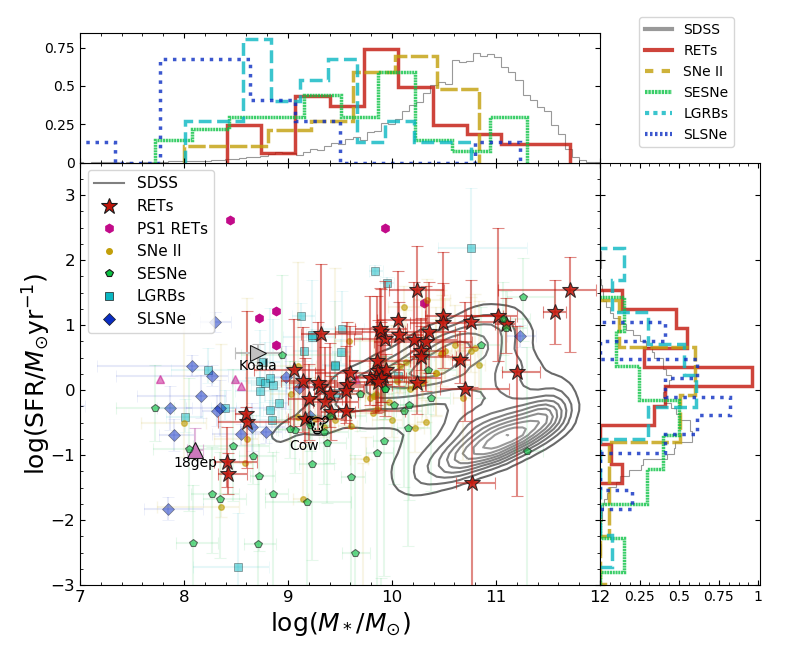 SDSS
RETs
SNe II
SESNe
LGRBs
SLSNe
0.75
0.5
0.25
0
SDSS
RETs
PS1 RETs
SNe II
SESNe
LGRBs
SLSNe
3
2
1
0
−1
−2
−3
log(SFR/M⊙yr⁻¹)
Koala
Cow
18gep
7
8
9
10
11
12
0.25
0.5
0.75
1
log(M*/M⊙)